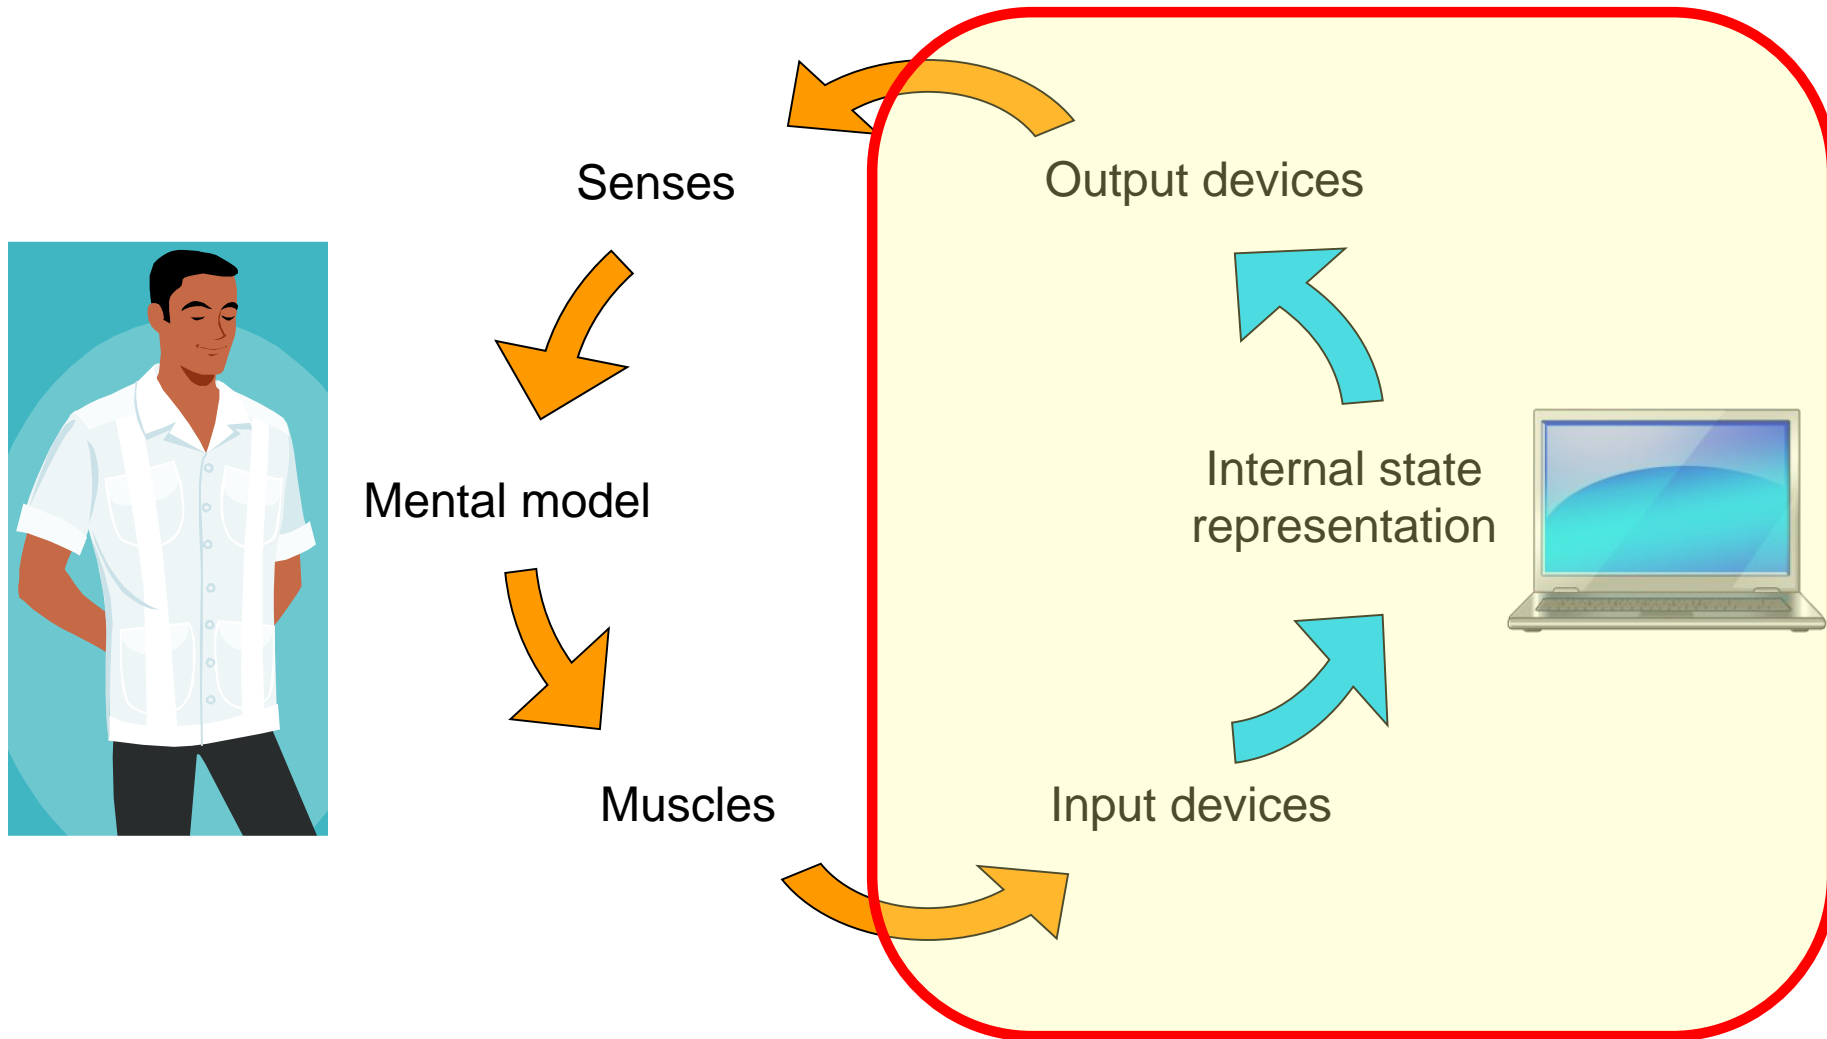 Senses
Output devices
Mental model
Internal state
representation
Muscles
Input devices